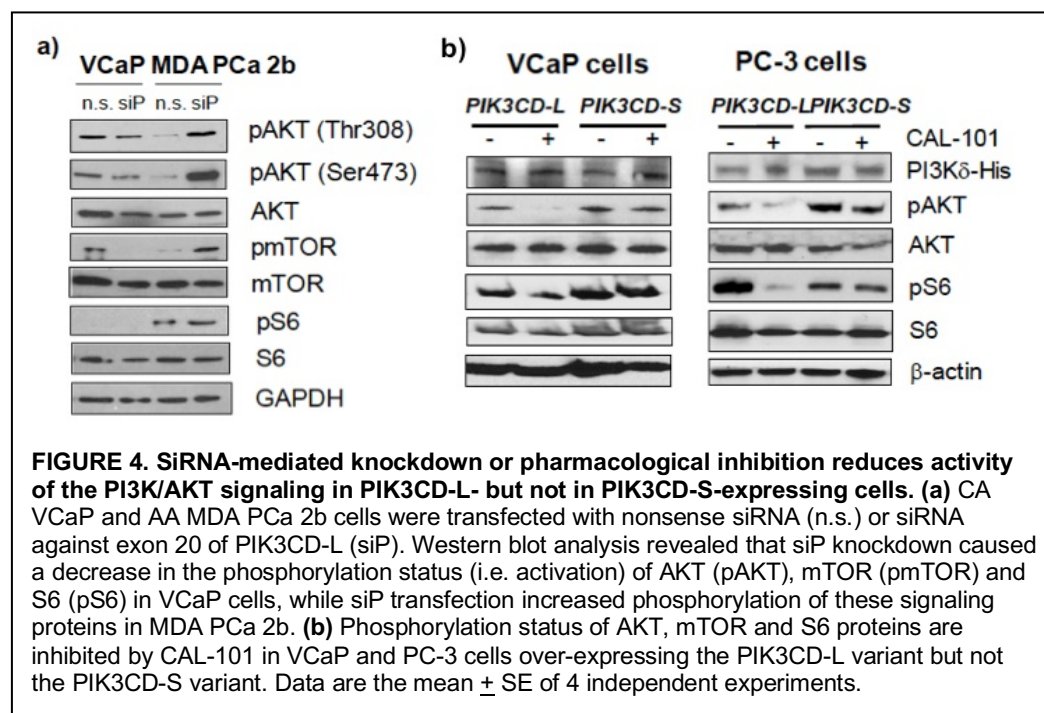 a)
VCaP MDA PCa 2b
n.s. siP n.s. siP
pAKT (Thr308)
pAKT (Ser473)
AKT
pmTOR
mTOR
pS6
S6
GAPDH
b)
VCaP cells PC-3 cells
PIK3CD-L PIK3CD-S PIK3CD-LPIK3CD-S
- + - + - + - + CAL-101
PI3Kδ-His
pAKT
AKT
pS6
S6
β-actin
FIGURE 4. SiRNA-mediated knockdown or pharmacological inhibition reduces activity
of the PI3K/AKT signaling in PIK3CD-L- but not in PIK3CD-S-expressing cells. (a) CA
VCaP and AA MDA PCa 2b cells were transfected with nonsense siRNA (n.s.) or siRNA
against exon 20 of PIK3CD-L (siP). Western blot analysis revealed that siP knockdown caused
a decrease in the phosphorylation status (i.e. activation) of AKT (pAKT), mTOR (pmTOR) and
S6 (pS6) in VCaP cells, while siP transfection increased phosphorylation of these signaling
proteins in MDA PCa 2b. (b) Phosphorylation status of AKT, mTOR and S6 proteins are
inhibited by CAL-101 in VCaP and PC-3 cells over-expressing the PIK3CD-L variant but not
the PIK3CD-S variant. Data are the mean + SE of 4 independent experiments.